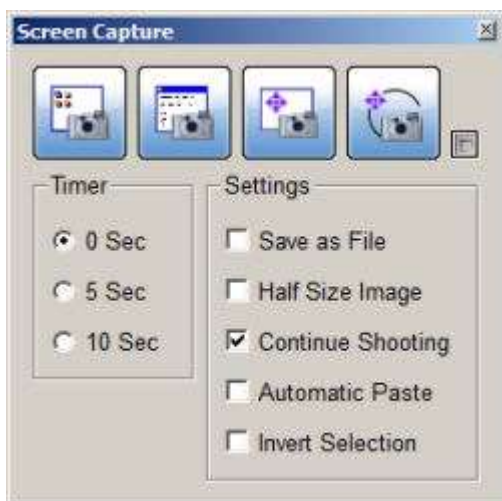 Screen Capture
Timer
0 Sec
5 Sec
10 Sec
Settings
Save as File
Half Size Image
Continue Shooting
Automatic Paste
Invert Selection